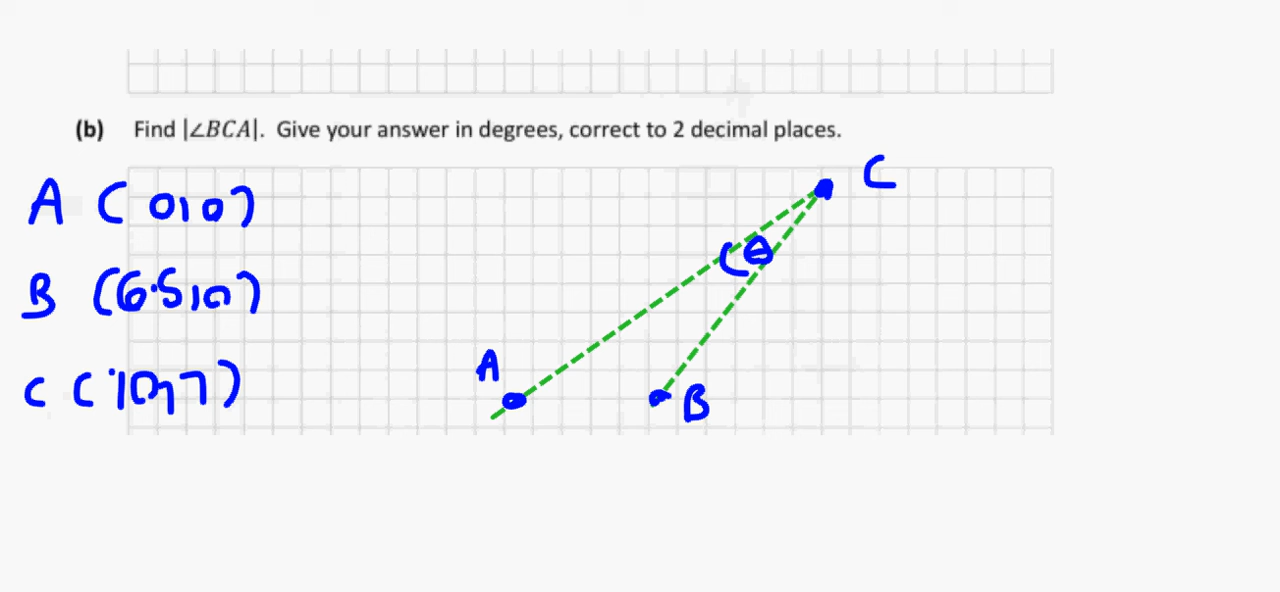 (b) Find |∠BCA|. Give your answer in degrees, correct to 2 decimal places.
C
A (0,0)
θ
B (6.5,0)
A
C (10,7)
B